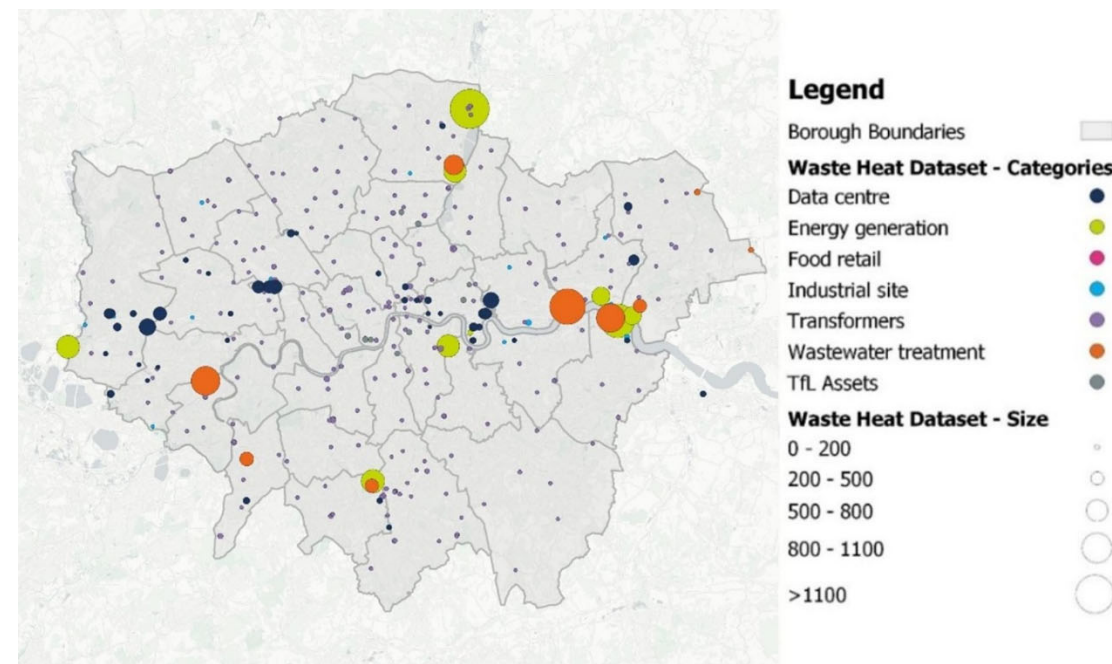 Legend
Borough Boundaries
Waste Heat Dataset - Categories
Data centre
Energy generation
Food retail
Industrial site
Transformers
Wastewater treatment
TfL Assets
Waste Heat Dataset - Size
0 - 200
200 - 500
500 - 800
800 - 1100
>1100